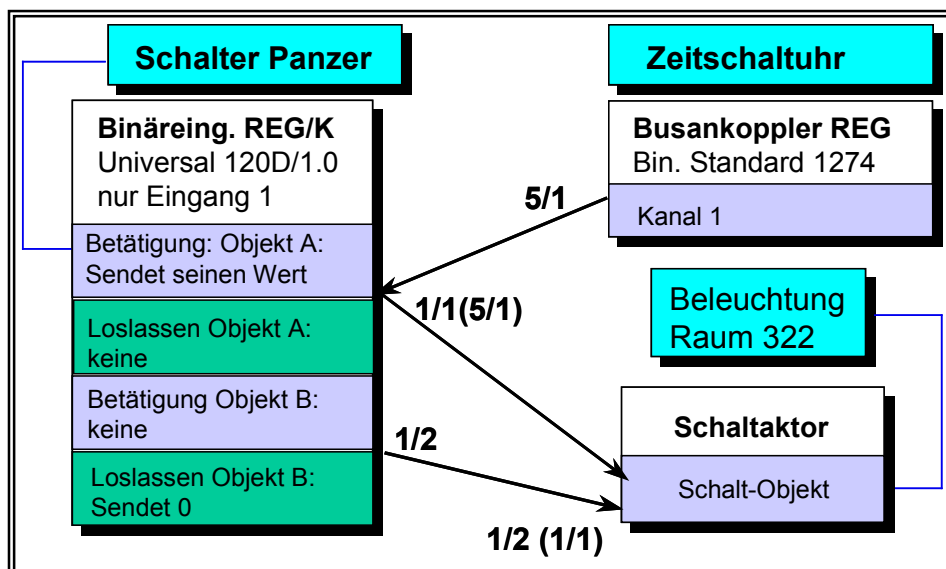 Schalter Panzer
Zeitschaltuhr
Binäreing. REG/K
Universal 120D/1.0
nur Eingang 1
Busankoppler REG
Bin. Standard 1274
5/1
Kanal 1
Betätigung: Objekt A:
Sendet seinen Wert
1/1(5/1)
Beleuchtung
Raum 322
Loslassen Objekt A:
keine
Betätigung Objekt B:
keine
1/2
Schaltaktor
Loslassen Objekt B:
Sendet 0
Schalt-Objekt
1/2 (1/1)